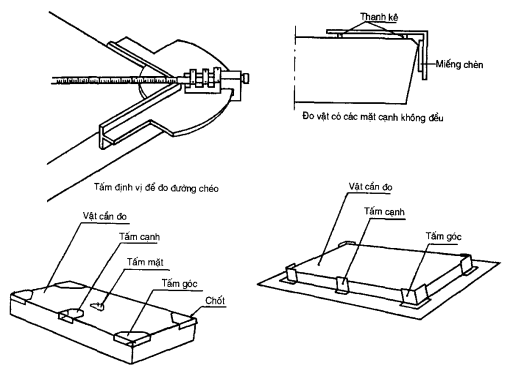 Thanh kê
Miếng chèn
Đo vật có các mặt cạnh không đều
Tấm định vị để đo đường chéo
Vật cần đo
Tấm cạnh
Tấm mặt
Tấm góc
Chốt
Vật cần đo
Tấm cạnh
Tấm góc